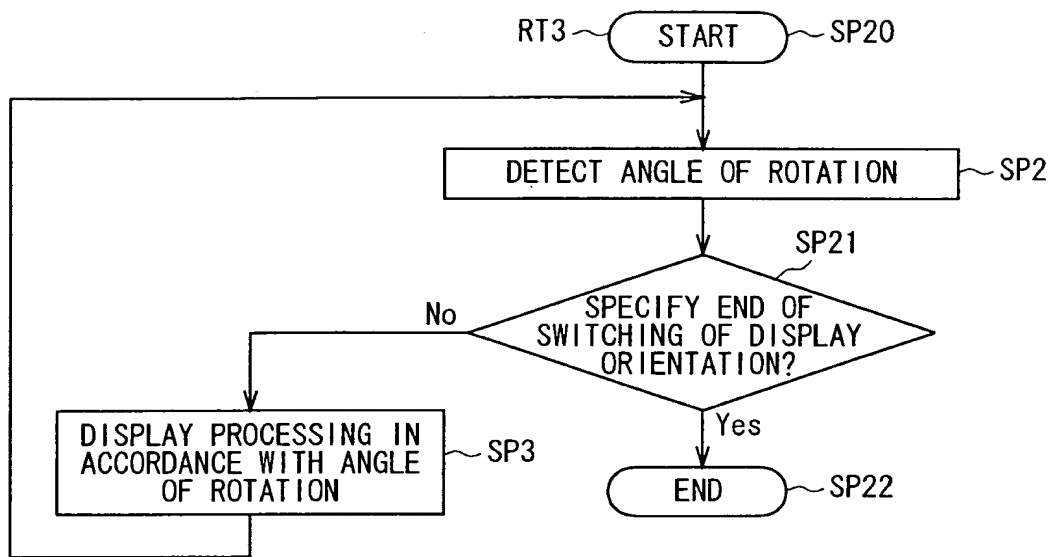 RT3 START SP20
DETECT ANGLE OF ROTATION SP2
SP21
SPECIFY END OF
SWITCHING OF DISPLAY
ORIENTATION?
No
Yes
DISPLAY PROCESSING IN
ACCORDANCE WITH ANGLE
OF ROTATION
SP3
END SP22